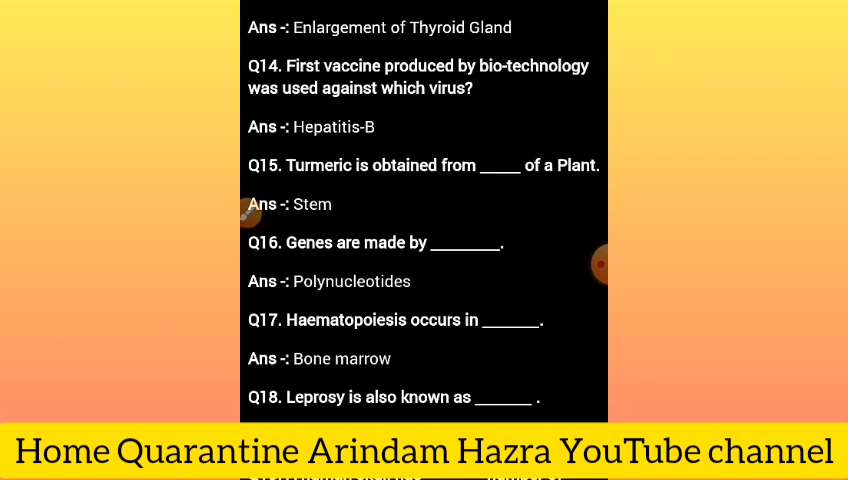 Ans -: Enlargement of Thyroid Gland
Q14. First vaccine produced by bio-technology
was used against which virus?
Ans -: Hepatitis-B
Q15. Turmeric is obtained from _____ of a Plant.
Ans -: Stem
Q16. Genes are made by _________.
Ans -: Polynucleotides
Q17. Haematopoiesis occurs in _______.
Ans -: Bone marrow
Q18. Leprosy is also known as _______ .
Home Quarantine Arindam Hazra YouTube channel